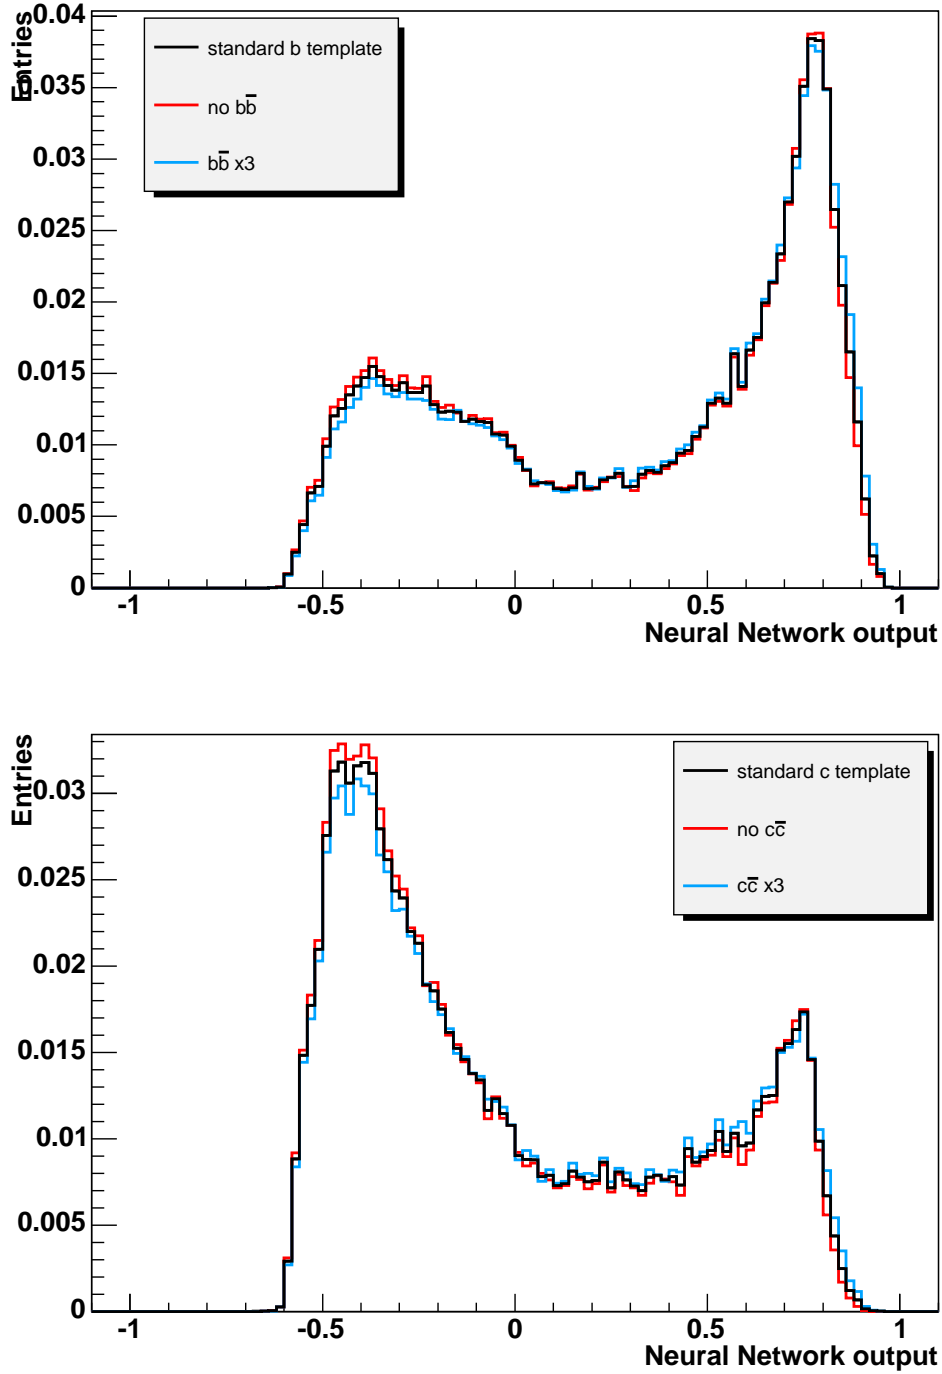 Entries
0.04
0.035
0.03
0.025
0.02
0.015
0.01
0.005
0
standard b template
no bb̅
bb̅ x3
-1 -0.5 0 0.5 1
Neural Network output
Entries
0.03
0.025
0.02
0.015
0.01
0.005
0
standard c template
no cc̅
cc̅ x3
-1 -0.5 0 0.5 1
Neural Network output